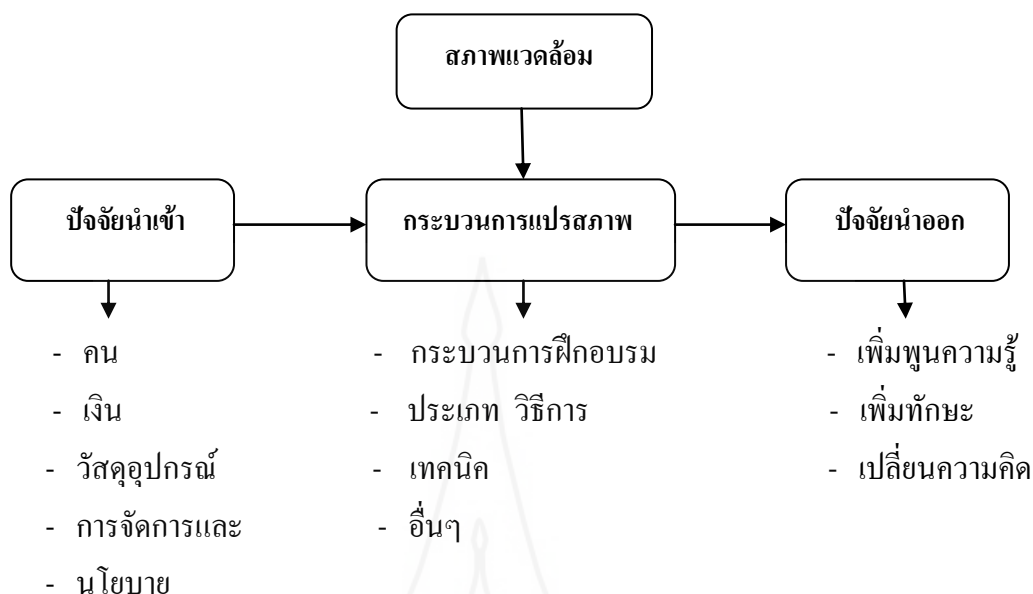 สภาพแวดล้อม
ปัจจัยนำเข้า
กระบวนการแปรสภาพ
ปัจจัยนำออก
- คน
- เงิน
- วัสดุอุปกรณ์
- การจัดการและ
- นโยบาย
- กระบวนการฝึกอบรม
- ประเภท วิธีการ
- เทคนิค
- อื่นๆ
- เพิ่มพูนความรู้
- เพิ่มทักษะ
- เปลี่ยนความคิด